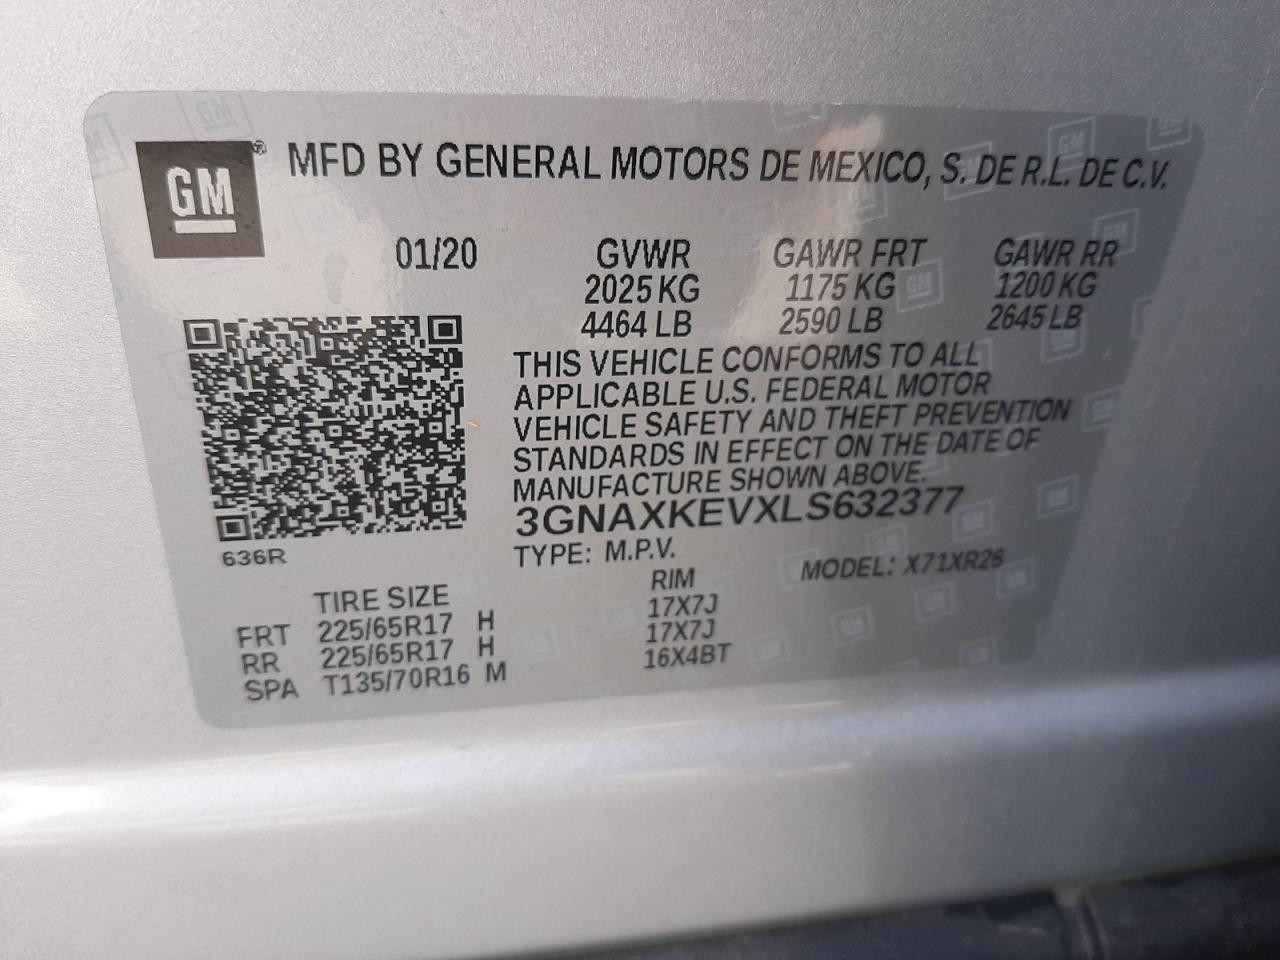 GM® MFD BY GENERAL MOTORS DE MEXICO, S. DE R.L. DE C.V.
01/20 GVWR GAWR FRT GAWR RR
2025 KG 1175 KG 1200 KG
4464 LB 2590 LB 2645 LB
THIS VEHICLE CONFORMS TO ALL
APPLICABLE U.S. FEDERAL MOTOR
VEHICLE SAFETY AND THEFT PREVENTION
STANDARDS IN EFFECT ON THE DATE OF
MANUFACTURE SHOWN ABOVE.
3GNAXKEVXLS632377
636R TYPE: M.P.V. MODEL: X71XR26
TIRE SIZE RIM
FRT 225/65R17 H 17X7J
RR 225/65R17 H 17X7J
SPA T135/70R16 M 16X4BT